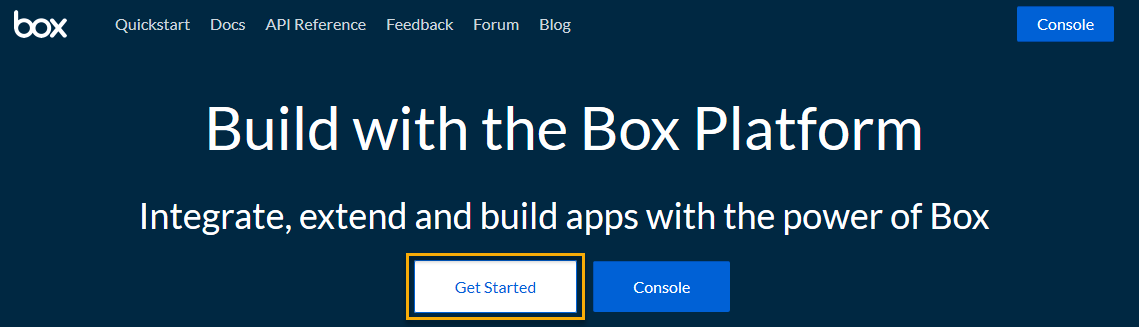 box Quickstart Docs API Reference Feedback Forum Blog Console
Build with the Box Platform
Integrate, extend and build apps with the power of Box
Get Started Console